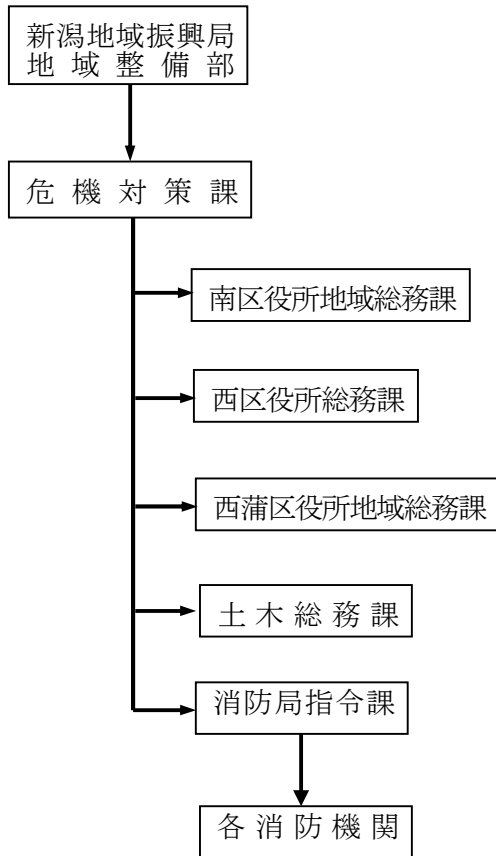 新潟地域振興局
地域整備部
危機対策課
南区役所地域総務課
西区役所総務課
西蒲区役所地域総務課
土木総務課
消防局指令課
各消防機関